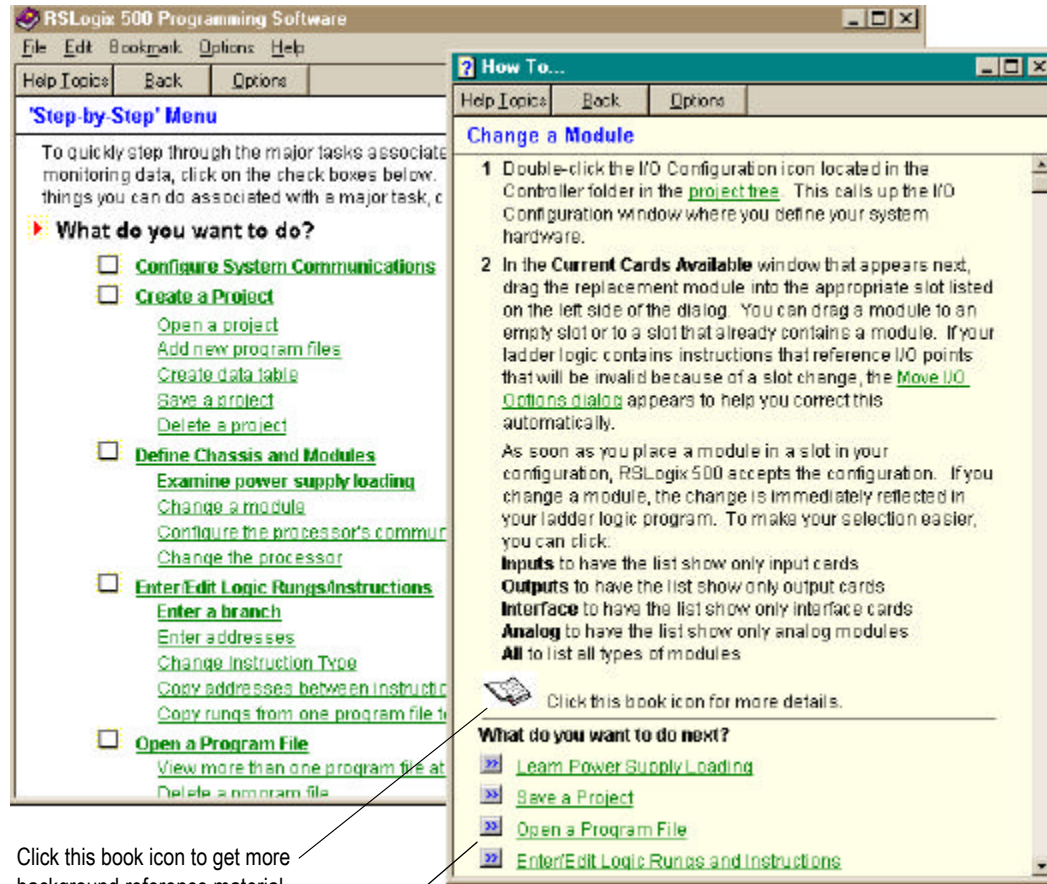 RSLogix 500 Programming Software
File Edit Bookmark Options Help
Help Topics Back Options
'Step-by-Step' Menu
To quickly step through the major tasks associate
monitoring data, click on the check boxes below.
things you can do associated with a major task, c
What do you want to do?
Configure System Communications
Create a Project
Open a project
Add new program files
Create data table
Save a project
Delete a project
Define Chassis and Modules
Examine power supply loading
Change a module
Configure the processor's commun
Change the processor
Enter/Edit Logic Rungs/Instructions
Enter a branch
Enter addresses
Change Instruction Type
Copy addresses between instructio
Copy rungs from one program file to
Open a Program File
View more than one program file at
Delete a program file
How To...
Help Topics Back Options
Change a Module
1 Double-click the I/O Configuration icon located in the
Controller folder in the project tree. This calls up the I/O
Configuration window where you define your system
hardware.
2 In the Current Cards Available window that appears next,
drag the replacement module into the appropriate slot listed
on the left side of the dialog. You can drag a module to an
empty slot or to a slot that already contains a module. If your
ladder logic contains instructions that reference I/O points
that will be invalid because of a slot change, the Move I/O
Options dialog appears to help you correct this
automatically.
As soon as you place a module in a slot in your
configuration, RSLogix 500 accepts the configuration. If you
change a module, the change is immediately reflected in
your ladder logic program. To make your selection easier,
you can click:
Inputs to have the list show only input cards
Outputs to have the list show only output cards
Interface to have the list show only interface cards
Analog to have the list show only analog modules
All to list all types of modules
Click this book icon for more details.
What do you want to do next?
Learn Power Supply Loading
Save a Project
Open a Program File
Enter/Edit Logic Rungs and Instructions
Click this book icon to get more
background reference material